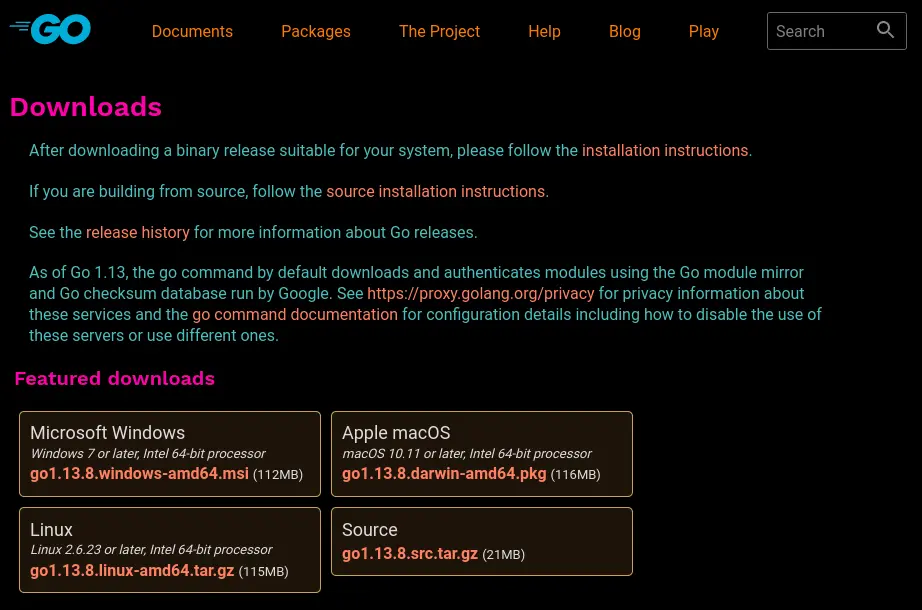 GO
Documents Packages The Project Help Blog Play Search
Downloads
After downloading a binary release suitable for your system, please follow the installation instructions.
If you are building from source, follow the source installation instructions.
See the release history for more information about Go releases.
As of Go 1.13, the go command by default downloads and authenticates modules using the Go module mirror
and Go checksum database run by Google. See https://proxy.golang.org/privacy for privacy information about
these services and the go command documentation for configuration details including how to disable the use of
these servers or use different ones.
Featured downloads
Microsoft Windows
Windows 7 or later, Intel 64-bit processor
go1.13.8.windows-amd64.msi (112MB)
Apple macOS
macOS 10.11 or later, Intel 64-bit processor
go1.13.8.darwin-amd64.pkg (116MB)
Linux
Linux 2.6.23 or later, Intel 64-bit processor
go1.13.8.linux-amd64.tar.gz (115MB)
Source
go1.13.8.src.tar.gz (21MB)